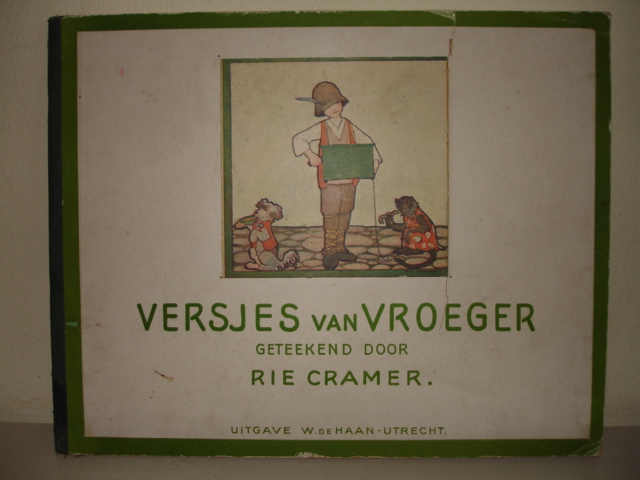 VERSJES VAN VROEGER
GETEEKEND DOOR
RIE CRAMER.
UITGAVE W. DE HAAN-UTRECHT.